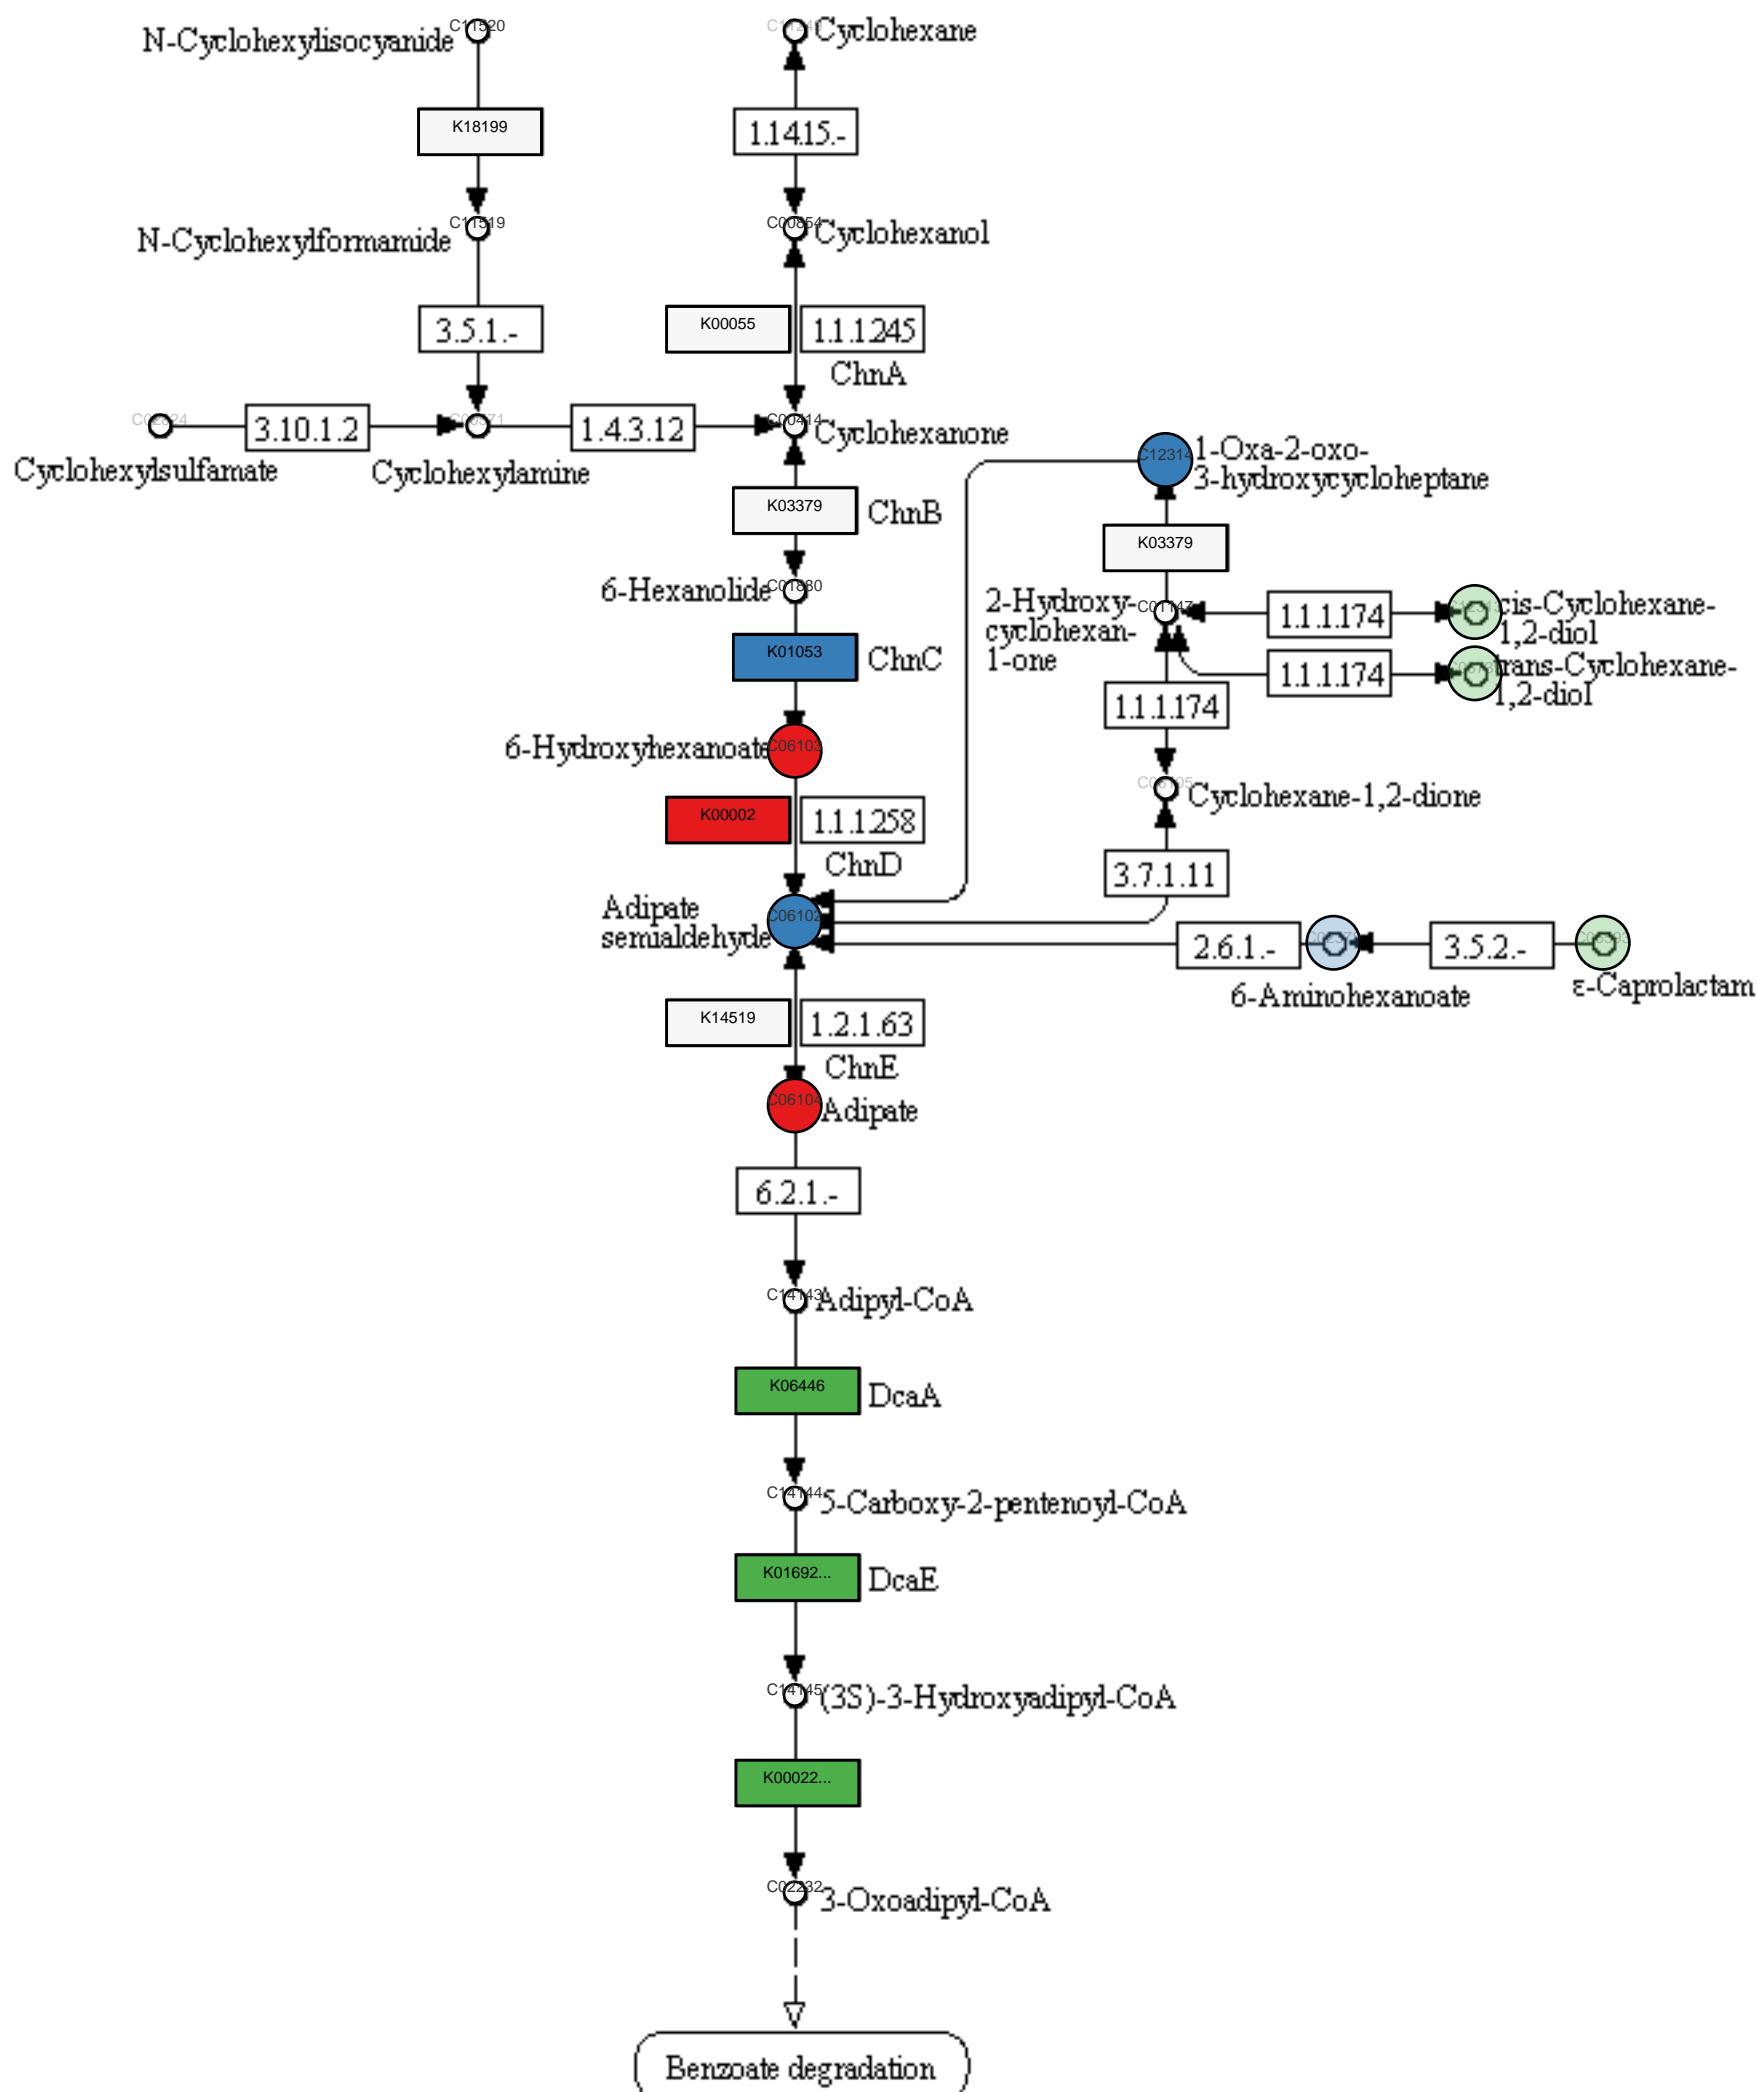 C11520
N-Cyclohexylisocyanide
Cyclohexane
K18199
1.14.15.-
C11519
N-Cyclohexylformamide
C00854
Cyclohexanol
3.5.1.-
K00055
1.1.1.245
ChnA
C02824
3.10.1.2
C00571
1.4.3.12
C00414
Cyclohexanone
Cyclohexylsulfamate
Cyclohexylamine
C12314
1-Oxa-2-oxo-
3-hydroxycycloheptane
K03379
ChnB
K03379
6-Hexanolide
C01880
2-Hydroxy-
cyclohexan-
1-one
C01147
1.1.1.174
cis-Cyclohexane-
1,2-diol
K01053
ChnC
1.1.1.174
trans-Cyclohexane-
1,2-diol
1.1.1.174
6-Hydroxyhexanoate
C06103
Cyclohexane-1,2-dione
K00002
1.1.1.258
ChnD
3.7.1.11
Adipate
semialdehyde
C06102
2.6.1.-
3.5.2.-
6-Aminohexanoate
ε-Caprolactam
K14519
1.2.1.63
ChnE
C06104
Adipate
6.2.1.-
C14143
Adipyl-CoA
K06446
DcaA
C14144
5-Carboxy-2-pentenoyl-CoA
K01692...
DcaE
C14145
(3S)-3-Hydroxyadipyl-CoA
K00022...
C02232
3-Oxoadipyl-CoA
Benzoate degradation